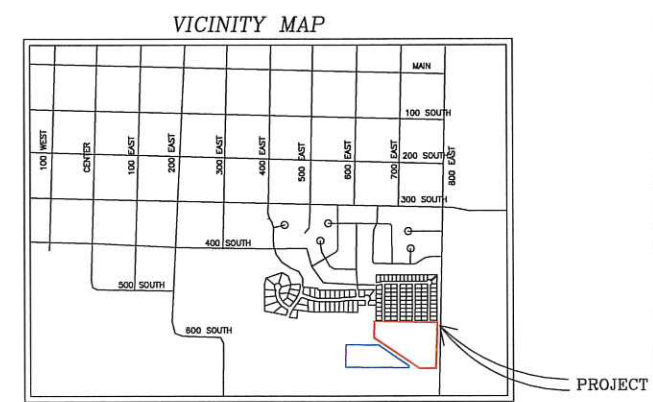 VICINITY MAP
MAIN
100 SOUTH
100 WEST
CENTER
100 EAST
200 EAST
300 EAST
400 EAST
500 EAST
600 EAST
700 EAST
200 SOUTH
800 EAST
300 SOUTH
400 SOUTH
500 SOUTH
600 SOUTH
PROJECT